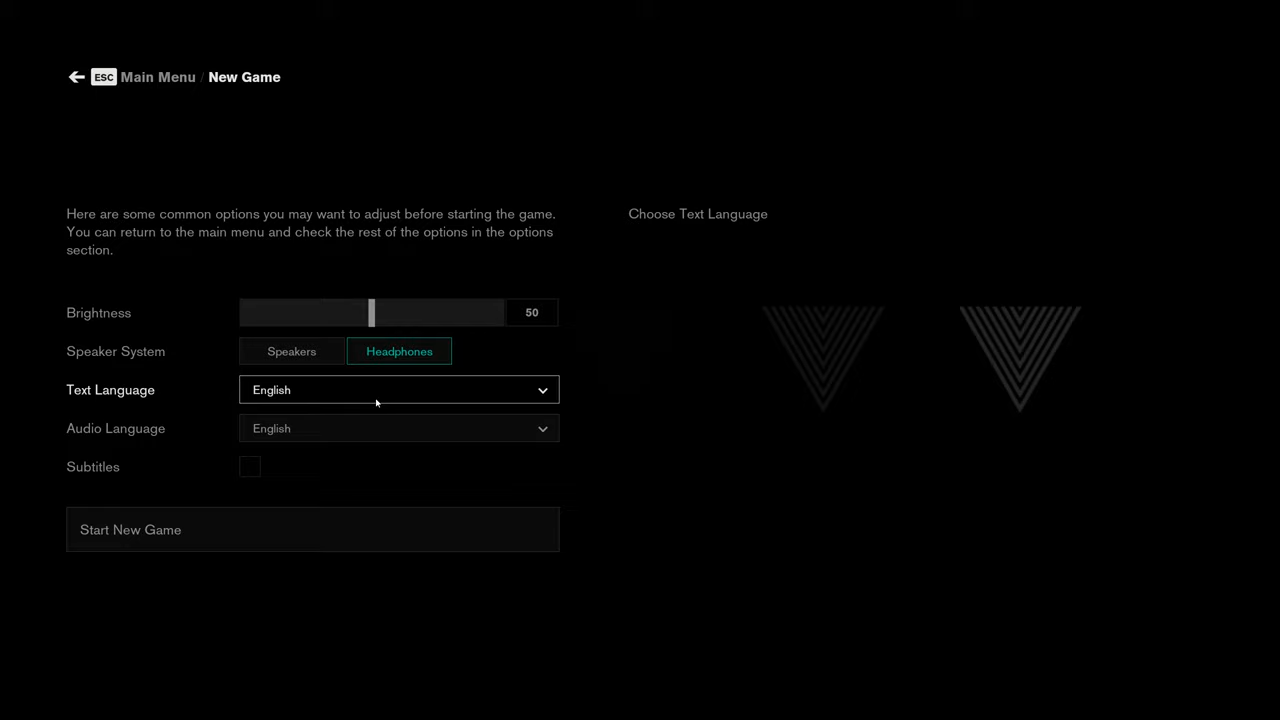 ESC Main Menu / New Game
Here are some common options you may want to adjust before starting the game.
You can return to the main menu and check the rest of the options in the options
section.
Choose Text Language
Brightness 50
Speaker System Speakers Headphones
Text Language English
Audio Language English
Subtitles
Start New Game